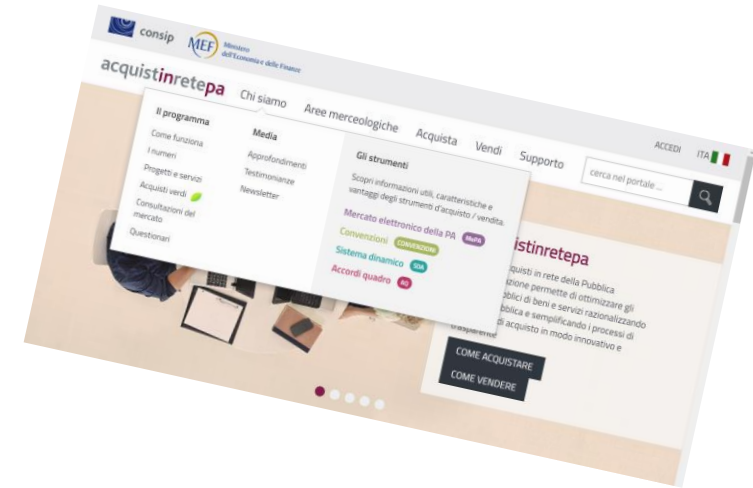 consip
MEF
Ministero
dell'Economia e delle Finanze
acquistinretepa
Chi siamo
Aree merceologiche
Acquista
Vendi
Supporto
ACCEDI
ITA
cerca nel portale ...
Il programma
Come funziona
I numeri
Progetti e servizi
Acquisti verdi
Consultazioni del
mercato
Questionari
Media
Approfondimenti
Testimonianze
Newsletter
Gli strumenti
Scopri informazioni utili, caratteristiche e
vantaggi degli strumenti d'acquisto / vendita.
Mercato elettronico della PA MePA
Convenzioni CONVENZIONI
Sistema dinamico SDA
Accordi quadro AQ
istinretepa
quisti in rete della Pubblica
zione permette di ottimizzare gli
bblici di beni e servizi razionalizzando
bblica e semplificando i processi di
di acquisto in modo innovativo e
trasparente
COME ACQUISTARE
COME VENDERE